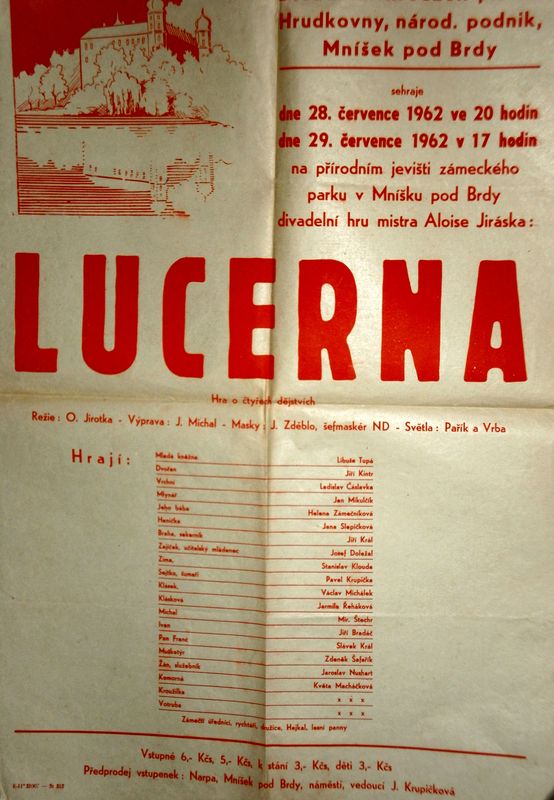 Hrudkovny, národ. podnik,
Mníšek pod Brdy
sehraje
dne 28. července 1962 ve 20 hodin
dne 29. července 1962 v 17 hodin
na přírodním jevišti zámeckého
parku v Mníšku pod Brdy
divadelní hru mistra Aloise Jiráska:
LUCERNA
Hra o čtyřech dějstvích
Režie: O. Jirotka - Výprava: J. Michal - Masky: J. Zděblo, šefmaskér ND - Světla: Pařík a Vrba
Hrají:
Mladá kněžna Libuše Tupá
Dvořan Jiří Kintr
Vrchní Ladislav Čáslavka
Mlynář Jan Mikulčík
Jeho bába Helena Zámečníková
Hanička Jana Slepičková
Braha, sekerník Jiří Král
Zajíček, učitelský mládenec Josef Doležal
Zima, Stanislav Klouda
Sejtko, šumaři Pavel Krupička
Klásek, Václav Michálek
Klásková Jarmila Řeháková
Michal Mir. Štechr
Ivan Jiří Bradáč
Pan Franc Slávek Král
Mušketýr Zdeněk Šafařík
Žán, služebník Jaroslav Nushart
Komorná Květa Macháčková
Kroužilka x x x
Votruba x x x
Zámečtí úředníci, rychtáři, družice, Hejkal, lesní panny
Vstupné 6,- Kčs, 5,- Kčs, k stání 3,- Kčs, děti 3,- Kčs
Předprodej vstupenek: Narpa, Mníšek pod Brdy, náměstí, vedoucí J. Krupičková